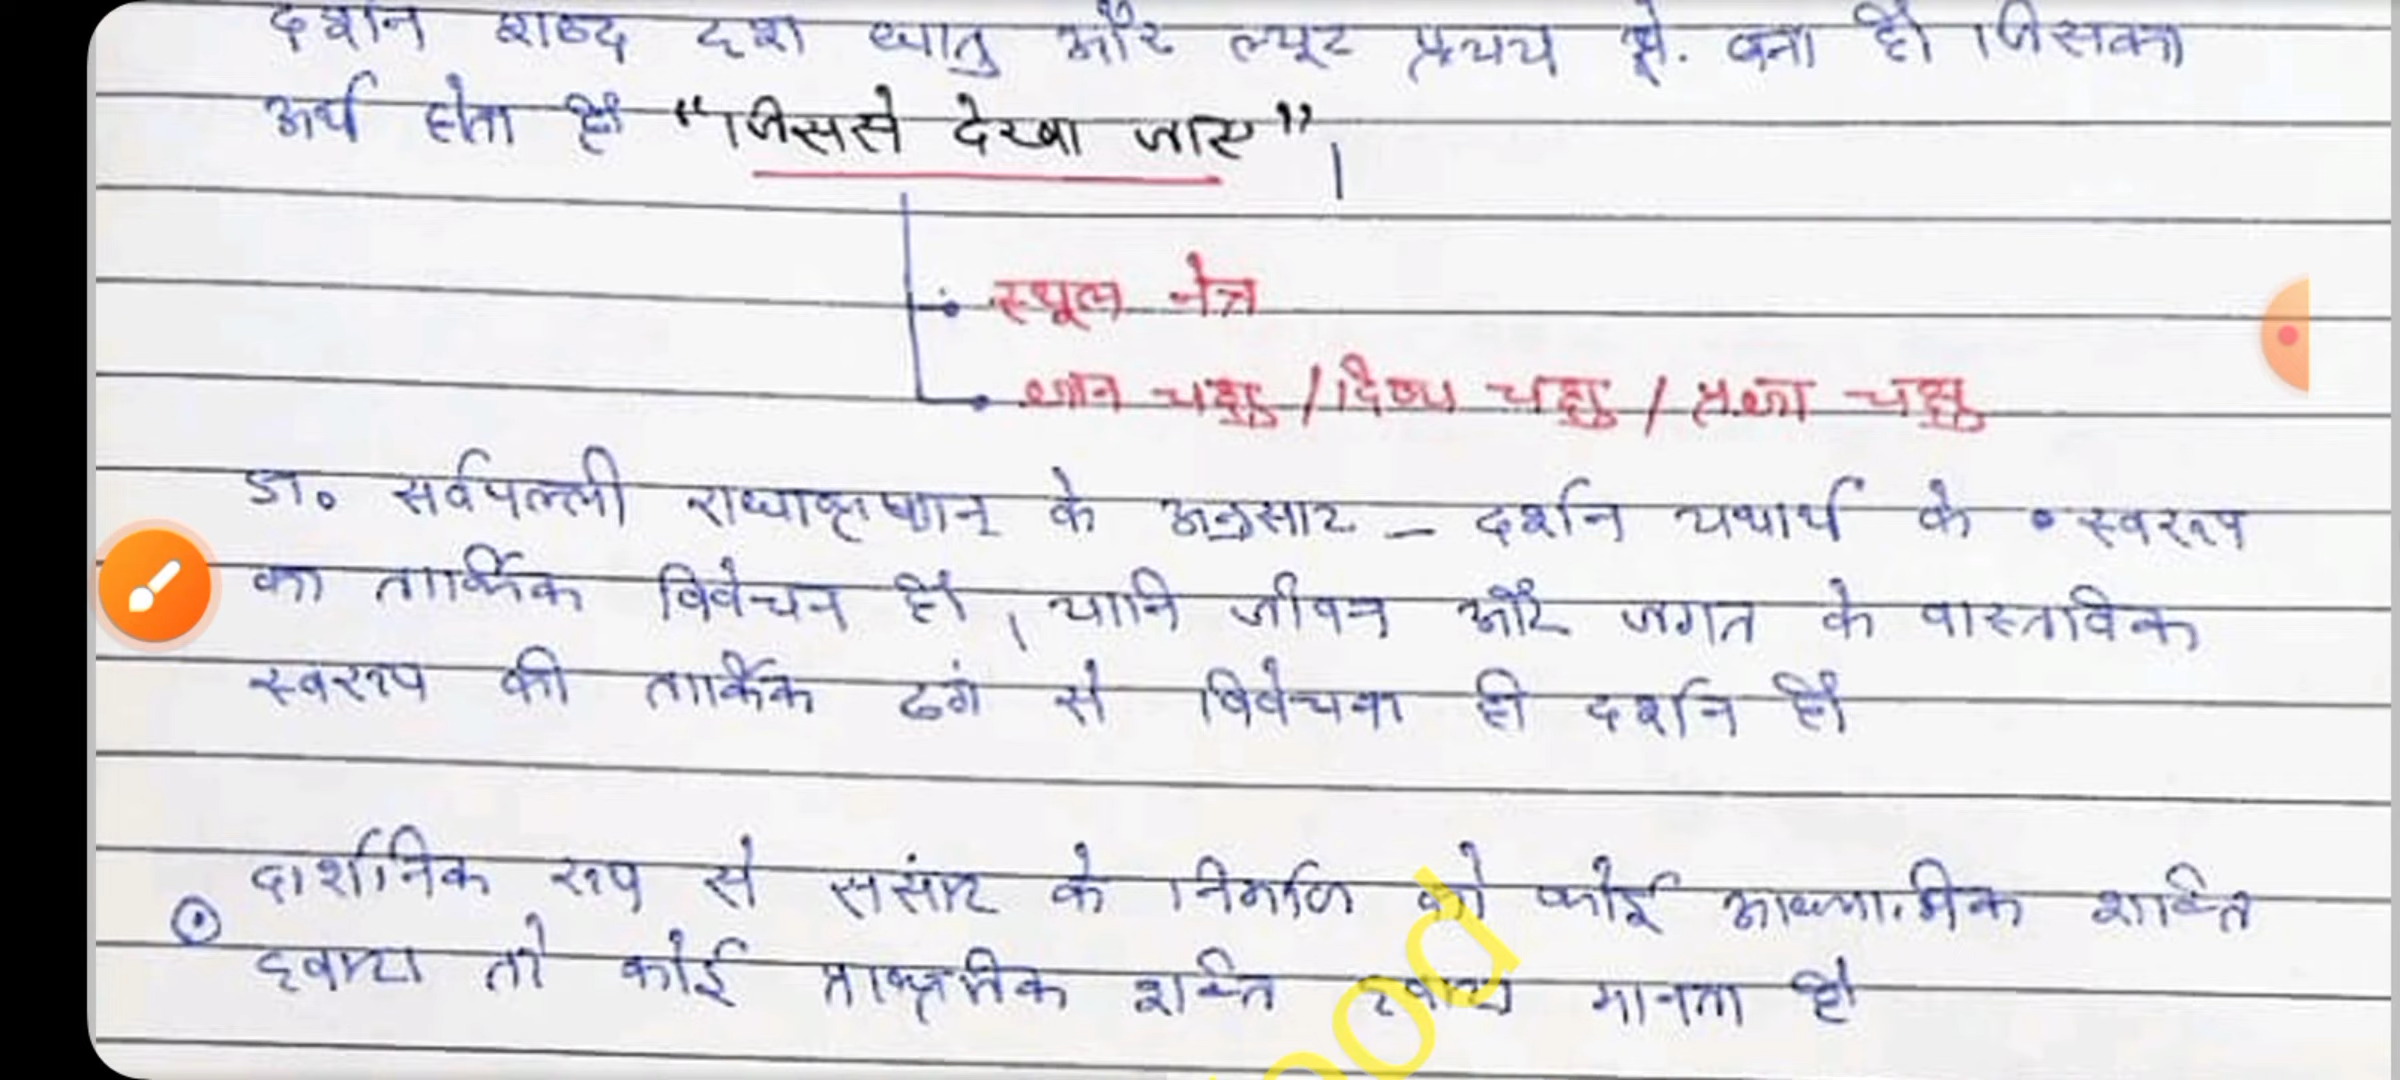 दर्शन शब्द दृश धातु और ल्यूट प्रत्यय से बना है। जिसका
अर्थ होता है "जिससे देखा जाए"।
स्थूल नेत्र
ज्ञान चक्षु / दिव्य चक्षु / प्रज्ञा चक्षु
डा० सर्वपल्ली राधाकृष्णन् के अनुसार – दर्शन यथार्थ के स्वरूप
का तार्किक विवेचन है। यानि जीवन और जगत के वास्तविक
स्वरूप की तार्किक ढंग से विवेचना ही दर्शन है।
दार्शनिक रूप से संसार के निर्माण को कोई आध्यात्मिक शक्ति
द्वारा तो कोई प्राकृतिक शक्ति द्वारा मानता है
ood